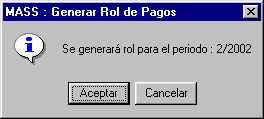 MASS : Generar Rol de Pagos
Se generará rol para el periodo : 2/2002
Aceptar
Cancelar